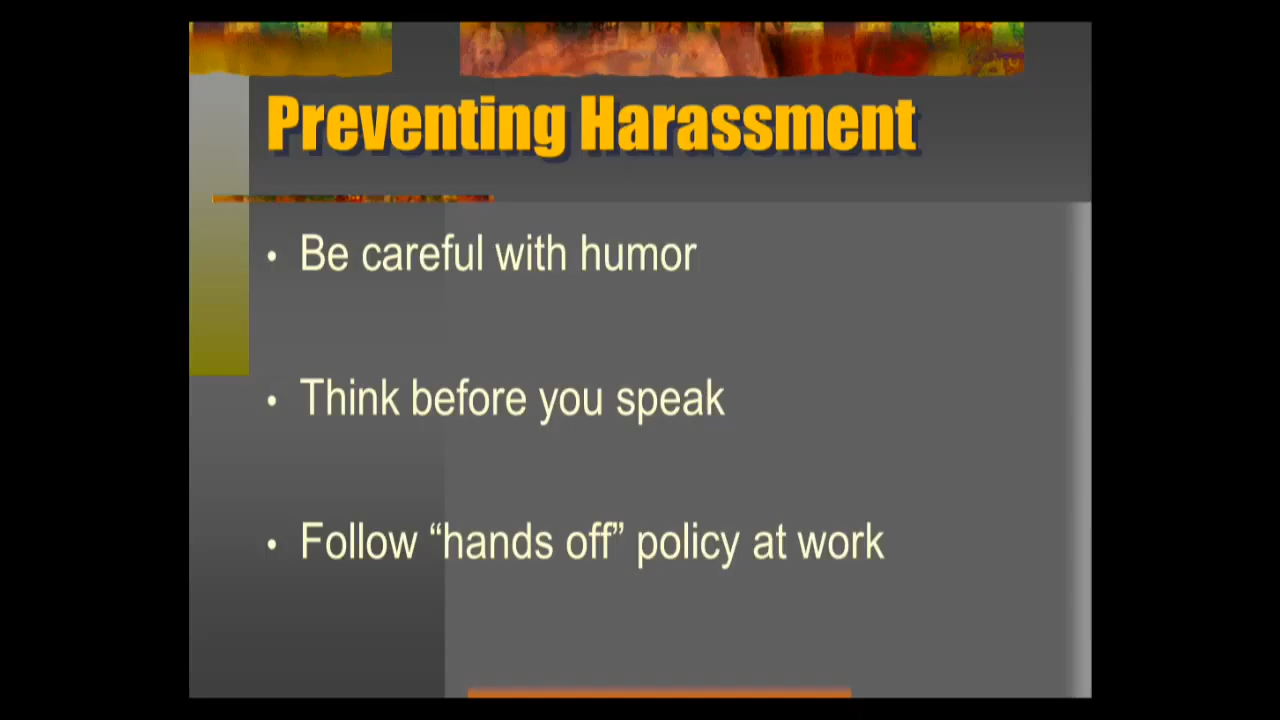 Preventing Harassment
• Be careful with humor
• Think before you speak
• Follow “hands off” policy at work